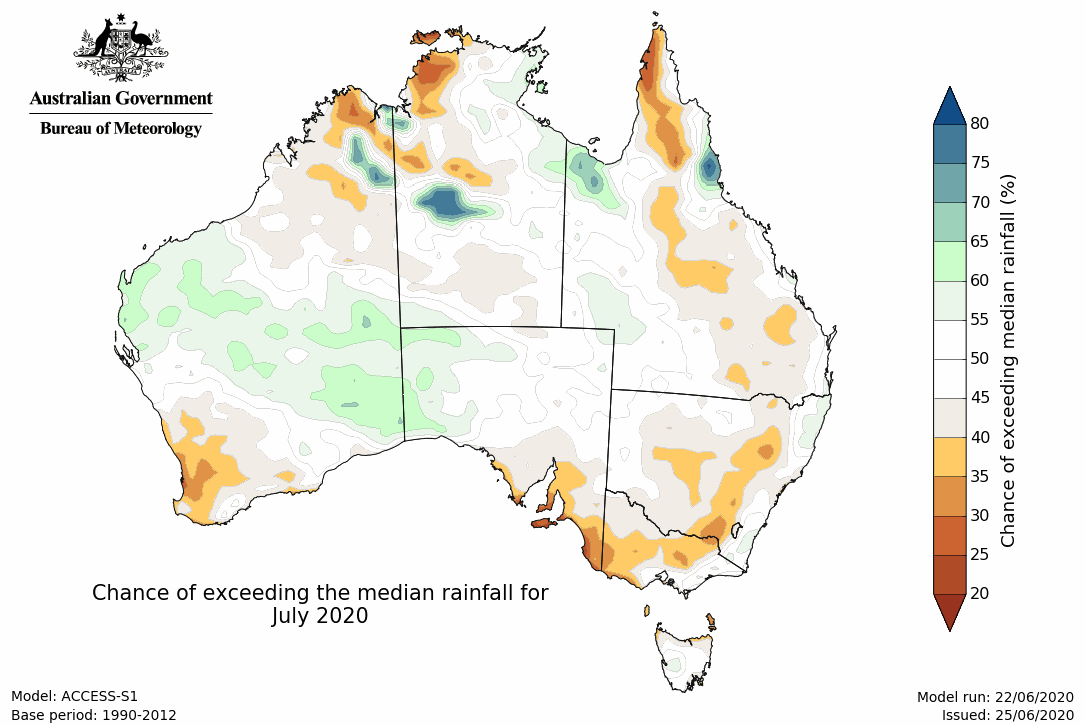 Australian Government
Bureau of Meteorology
80
75
70
65
60
55
50
45
40
35
30
25
20
Chance of exceeding median rainfall (%)
Chance of exceeding the median rainfall for
July 2020
Model: ACCESS-S1
Base period: 1990-2012
Model run: 22/06/2020
Issued: 25/06/2020